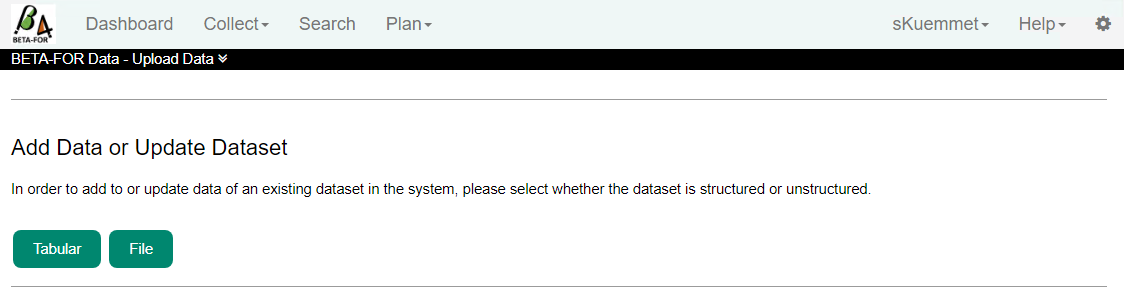 BETA-FOR Dashboard Collect Search Plan sKuemmet Help
BETA-FOR Data - Upload Data
Add Data or Update Dataset
In order to add to or update data of an existing dataset in the system, please select whether the dataset is structured or unstructured.
Tabular File